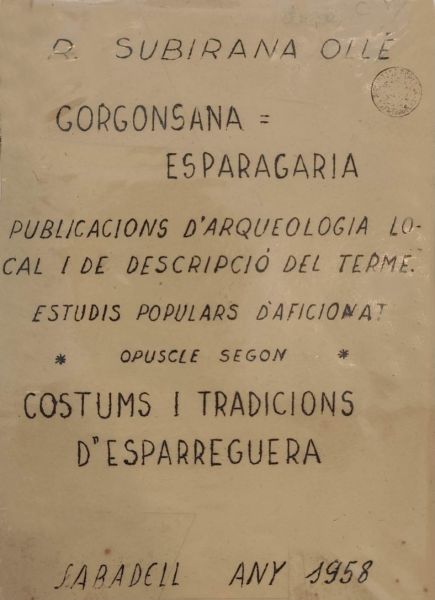 R. SUBIRANA OLLÉ
GORGONSANA =
ESPARAGARIA
PUBLICACIONS D'ARQUEOLOGIA LO-
CAL I DE DESCRIPCIÓ DEL TERME.
ESTUDIS POPULARS D'AFICIONAT
* OPUSCLE SEGON *
COSTUMS I TRADICIONS
D"ESPARREGUERA
SABADELL ANY 1958